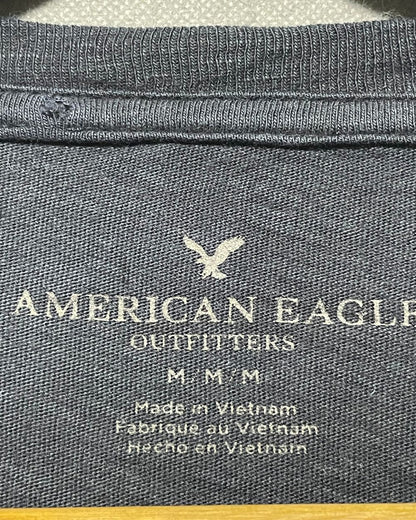 AMERICAN EAGLE
OUTFITTERS
M/M/M
Made in Vietnam
Fabriqué au Vietnam
Hecho en Vietnam